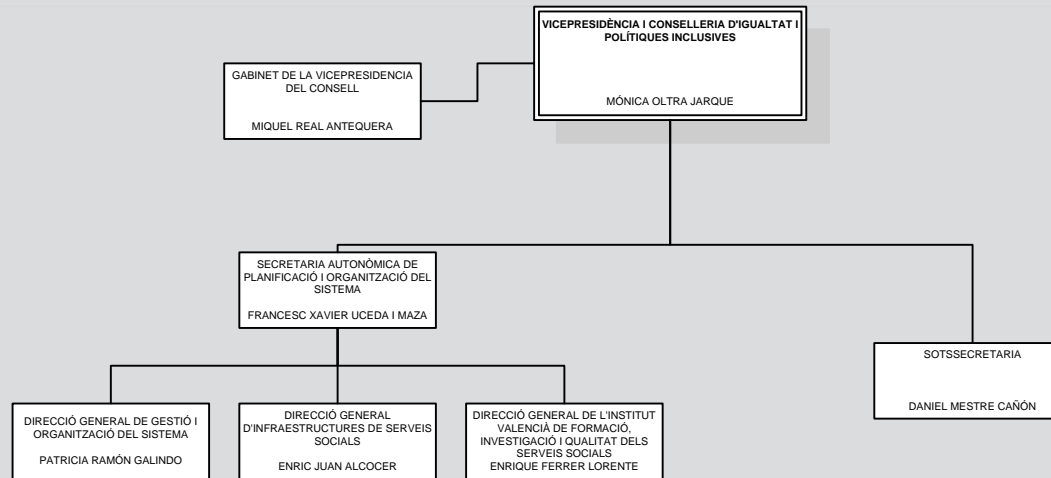 VICEPRESIDÈNCIA I CONSELLERIA D'IGUALTAT I
POLÍTIQUES INCLUSIVES
MÓNICA OLTRA JARQUE
GABINET DE LA VICEPRESIDENCIA
DEL CONSELL
MIQUEL REAL ANTEQUERA
SECRETARIA AUTONÒMICA DE
PLANIFICACIÓ I ORGANITZACIÓ DEL
SISTEMA
FRANCESC XAVIER UCEDA I MAZA
SOTSSECRETARIA
DANIEL MESTRE CAÑÓN
DIRECCIÓ GENERAL DE GESTIÓ I
ORGANITZACIÓ DEL SISTEMA
PATRICIA RAMÓN GALINDO
DIRECCIÓ GENERAL
D'INFRAESTRUCTURES DE SERVEIS
SOCIALS
ENRIC JUAN ALCOCER
DIRECCIÓ GENERAL DE L'INSTITUT
VALENCIÀ DE FORMACIÓ,
INVESTIGACIÓ I QUALITAT DELS
SERVEIS SOCIALS
ENRIQUE FERRER LORENTE